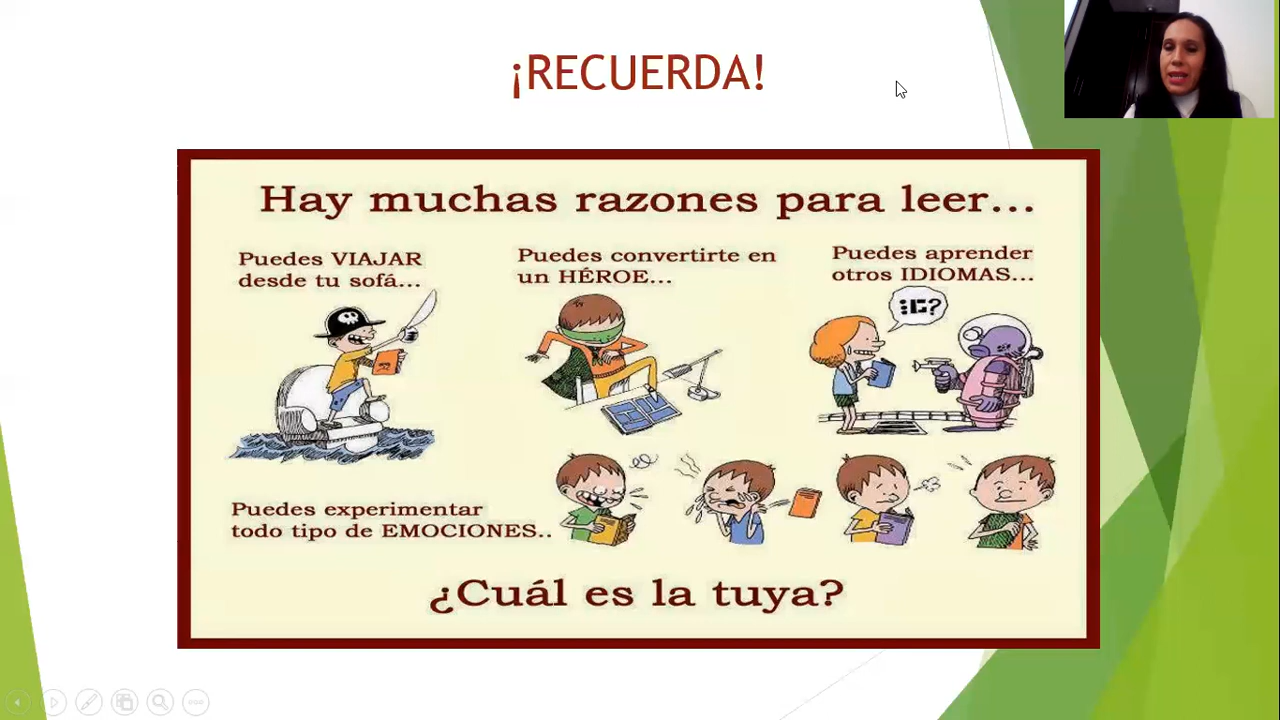 ¡RECUERDA!
Hay muchas razones para leer...
Puedes VIAJAR
desde tu sofá...
Puedes convertirte en
un HÉROE...
Puedes aprender
otros IDIOMAS...
Puedes experimentar
todo tipo de EMOCIONES..
¿Cuál es la tuya?